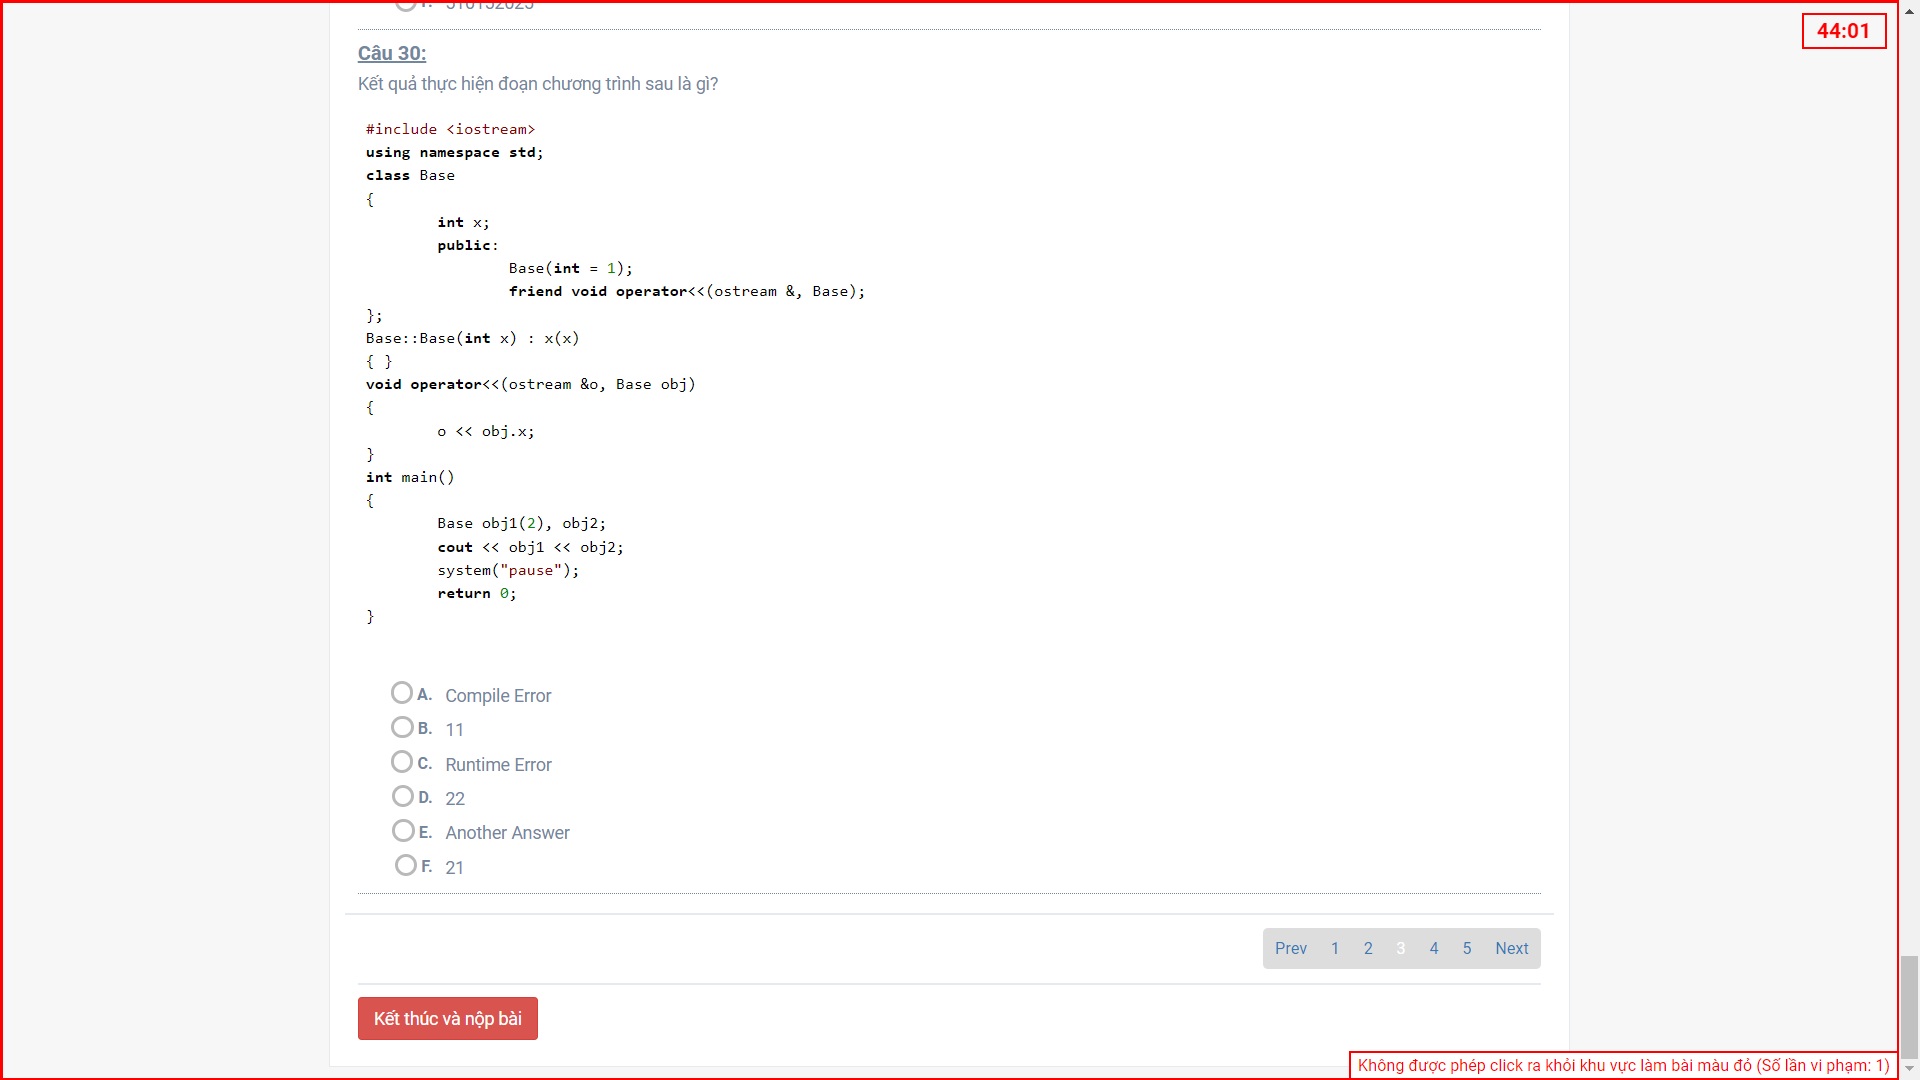 44:01
Câu 30:
Kết quả thực hiện đoạn chương trình sau là gì?
#include <iostream>
using namespace std;
class Base
{
int x;
public:
Base(int = 1);
friend void operator<<(ostream &, Base);
};
Base::Base(int x) : x(x)
{ }
void operator<<(ostream &o, Base obj)
{
o << obj.x;
}
int main()
{
Base obj1(2), obj2;
cout << obj1 << obj2;
system("pause");
return 0;
}
A. Compile Error
B. 11
C. Runtime Error
D. 22
E. Another Answer
F. 21
Prev 1 2 3 4 5 Next
Kết thúc và nộp bài
Không được phép click ra khỏi khu vực làm bài màu đỏ (Số lần vi phạm: 1)